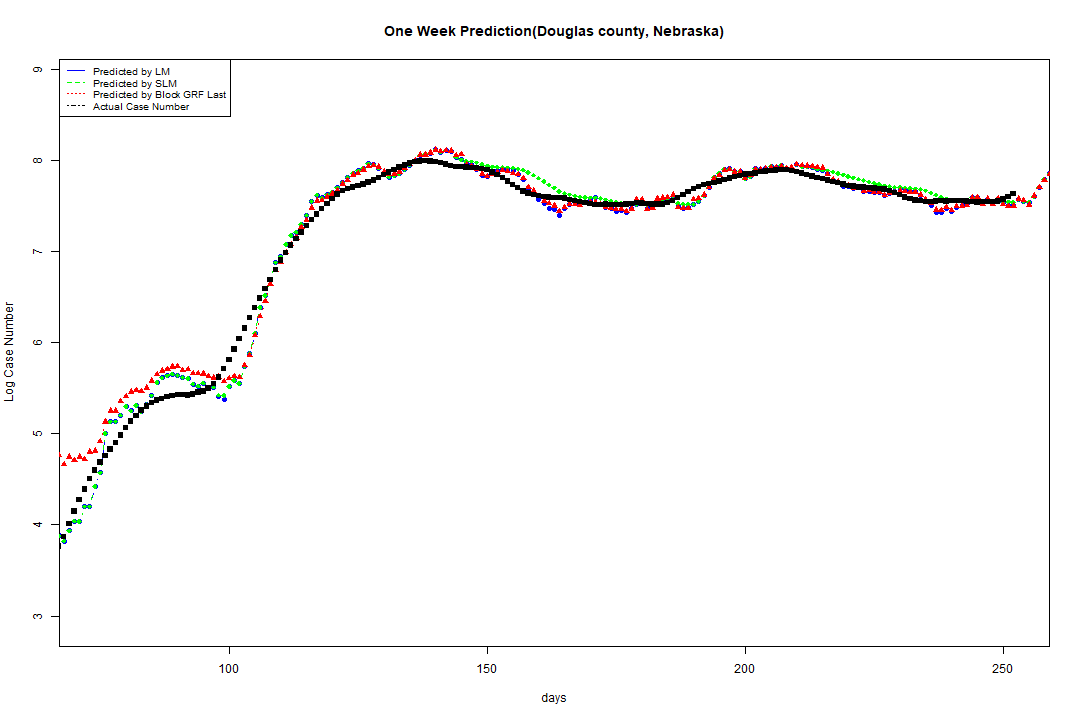 One Week Prediction(Douglas county, Nebraska)
Predicted by LM
Predicted by SLM
Predicted by Block GRF Last
Actual Case Number
9
8
7
6
5
4
3
Log Case Number
100
150
200
250
days